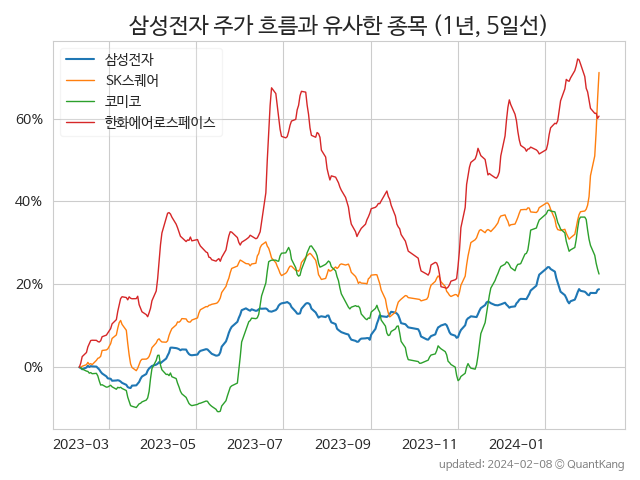 삼성전자 주가 흐름과 유사한 종목 (1년, 5일선)
삼성전자
SK스퀘어
코미코
한화에어로스페이스
60%
40%
20%
0%
2023-03 2023-05 2023-07 2023-09 2023-11 2024-01
updated: 2024-02-08 © QuantKang